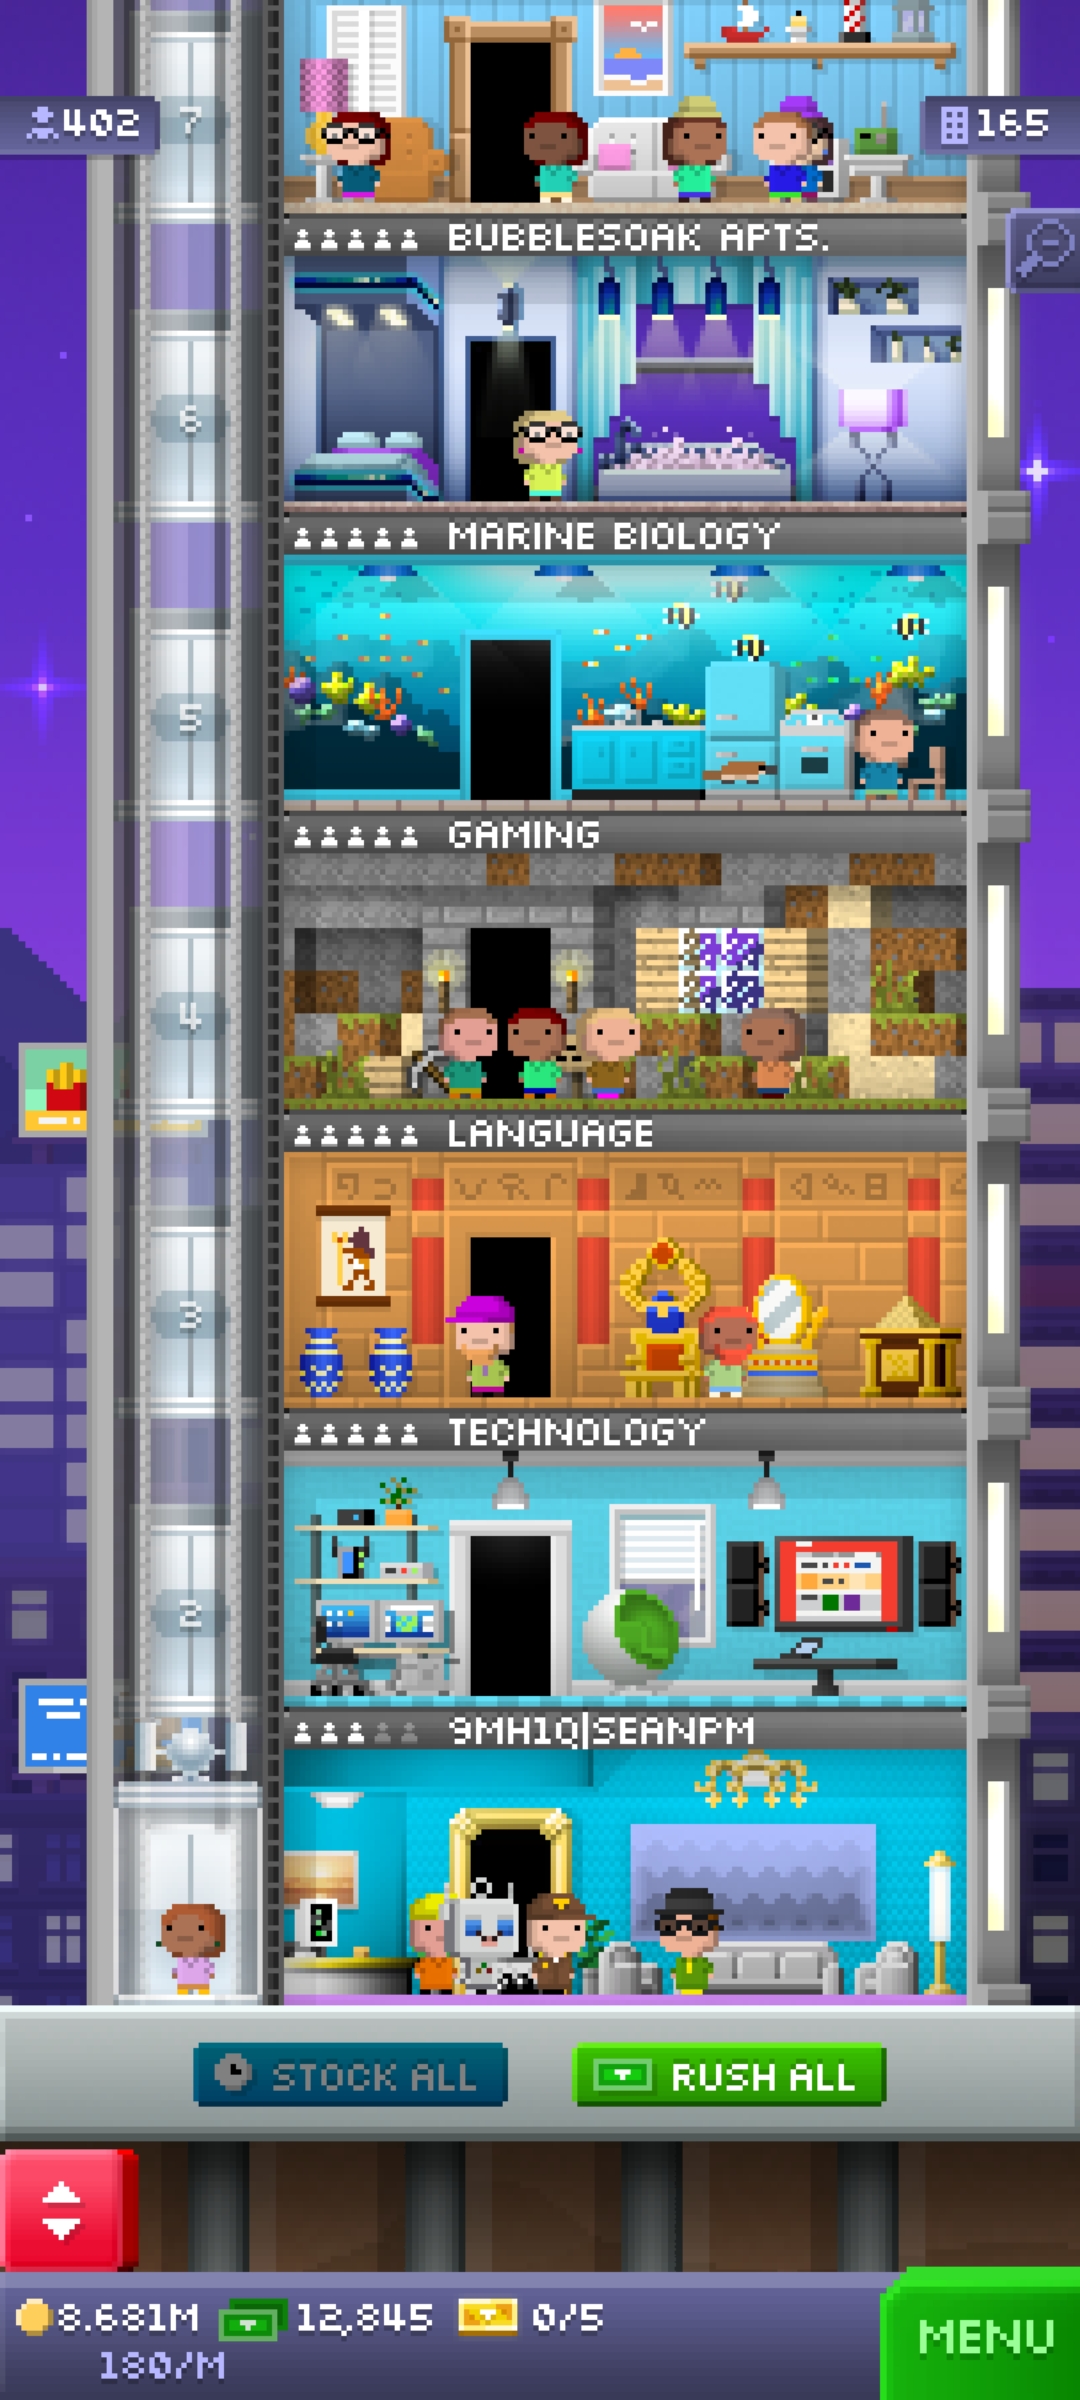 7
402
165
BUBBLESOAK APTS.
6
MARINE BIOLOGY
5
GAMING
4
LANGUAGE
3
TECHNOLOGY
2
9MH1Q|SEANPM
STOCK ALL
RUSH ALL
8.681M
12,845
0/5
180/M
MENU